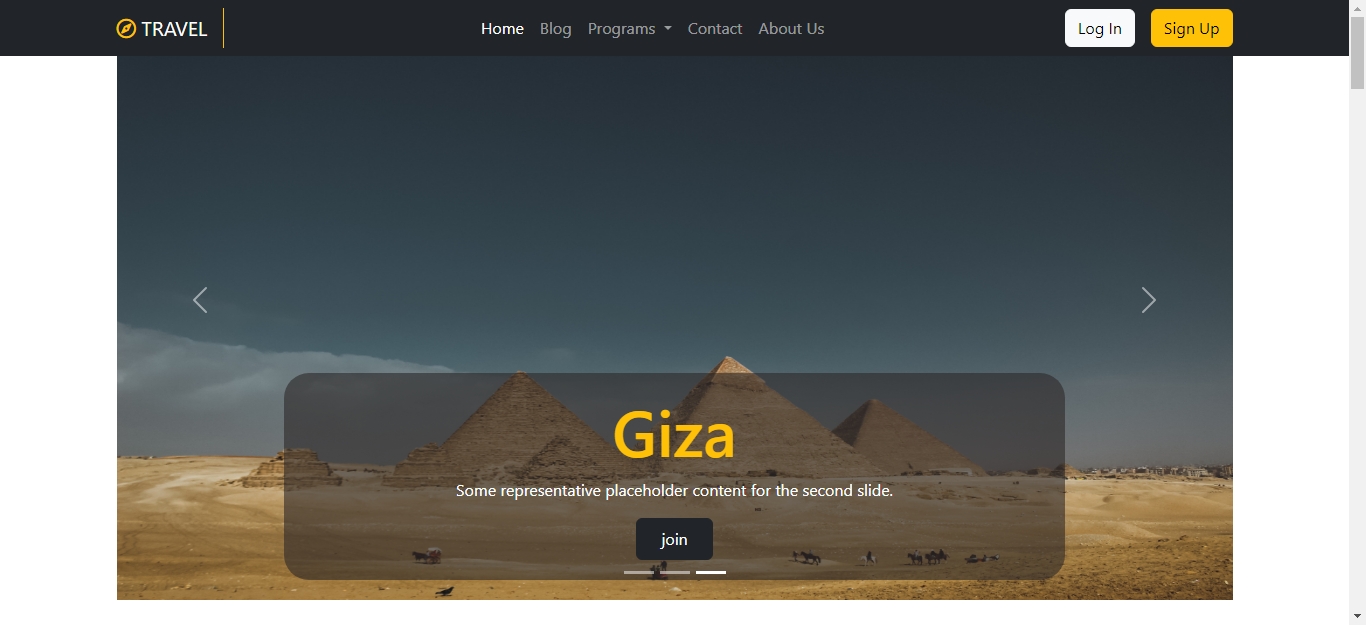 TRAVEL
Home Blog Programs Contact About Us
Log In Sign Up
Giza
Some representative placeholder content for the second slide.
join